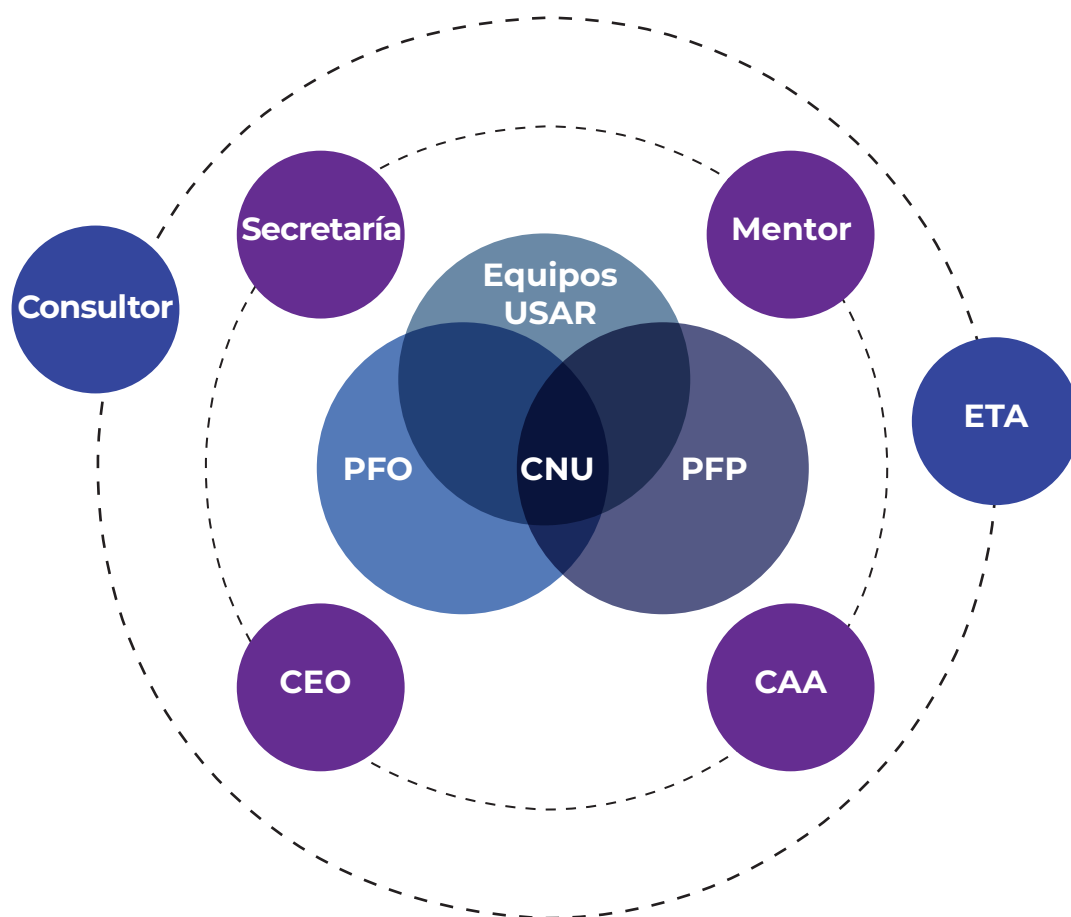 Secretaría
Mentor
Equipos
USAR
Consultor
ETA
PFO
CNU
PFP
CEO
CAA